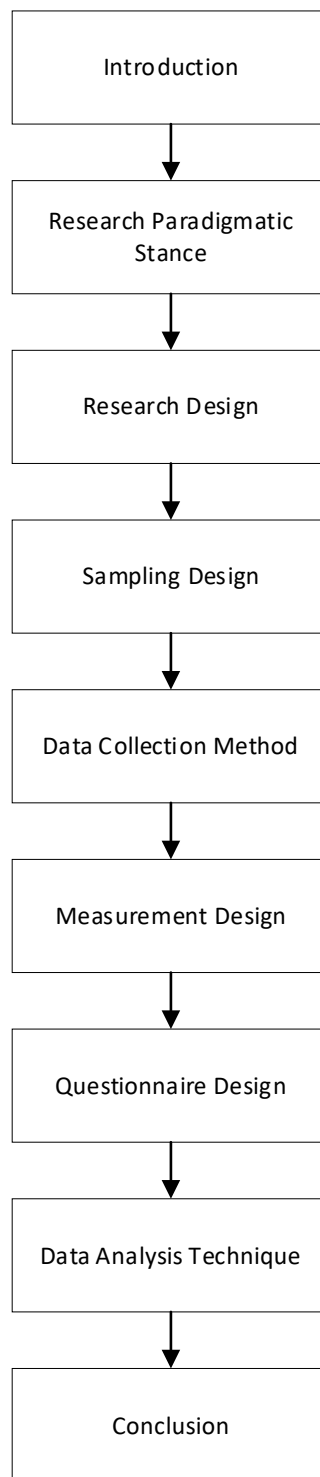 Introduction
Research Paradigmatic
Stance
Research Design
Sampling Design
Data Collection Method
Measurement Design
Questionnaire Design
Data Analysis Technique
Conclusion